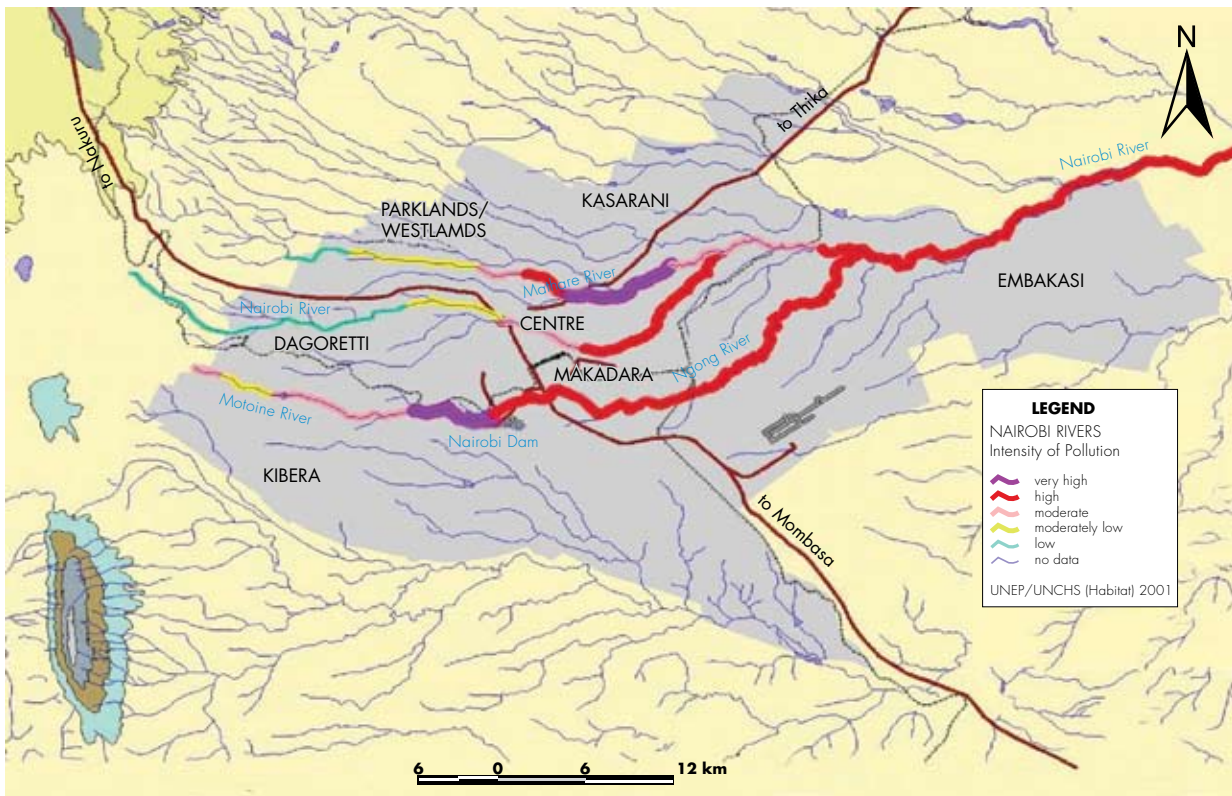 N
to Thika
Nairobi River
to Nakuru
KASARANI
PARKLANDS/
WESTLAMDS
Mathare River
EMBAKASI
Nairobi River
CENTRE
DAGORETTI
MAKADARA
Ngong River
Motoine River
Nairobi Dam
KIBERA
to Mombasa
LEGEND
NAIROBI RIVERS
Intensity of Pollution
very high
high
moderate
moderately low
low
no data
UNEP/UNCHS (Habitat) 2001
6 0 6 12 km